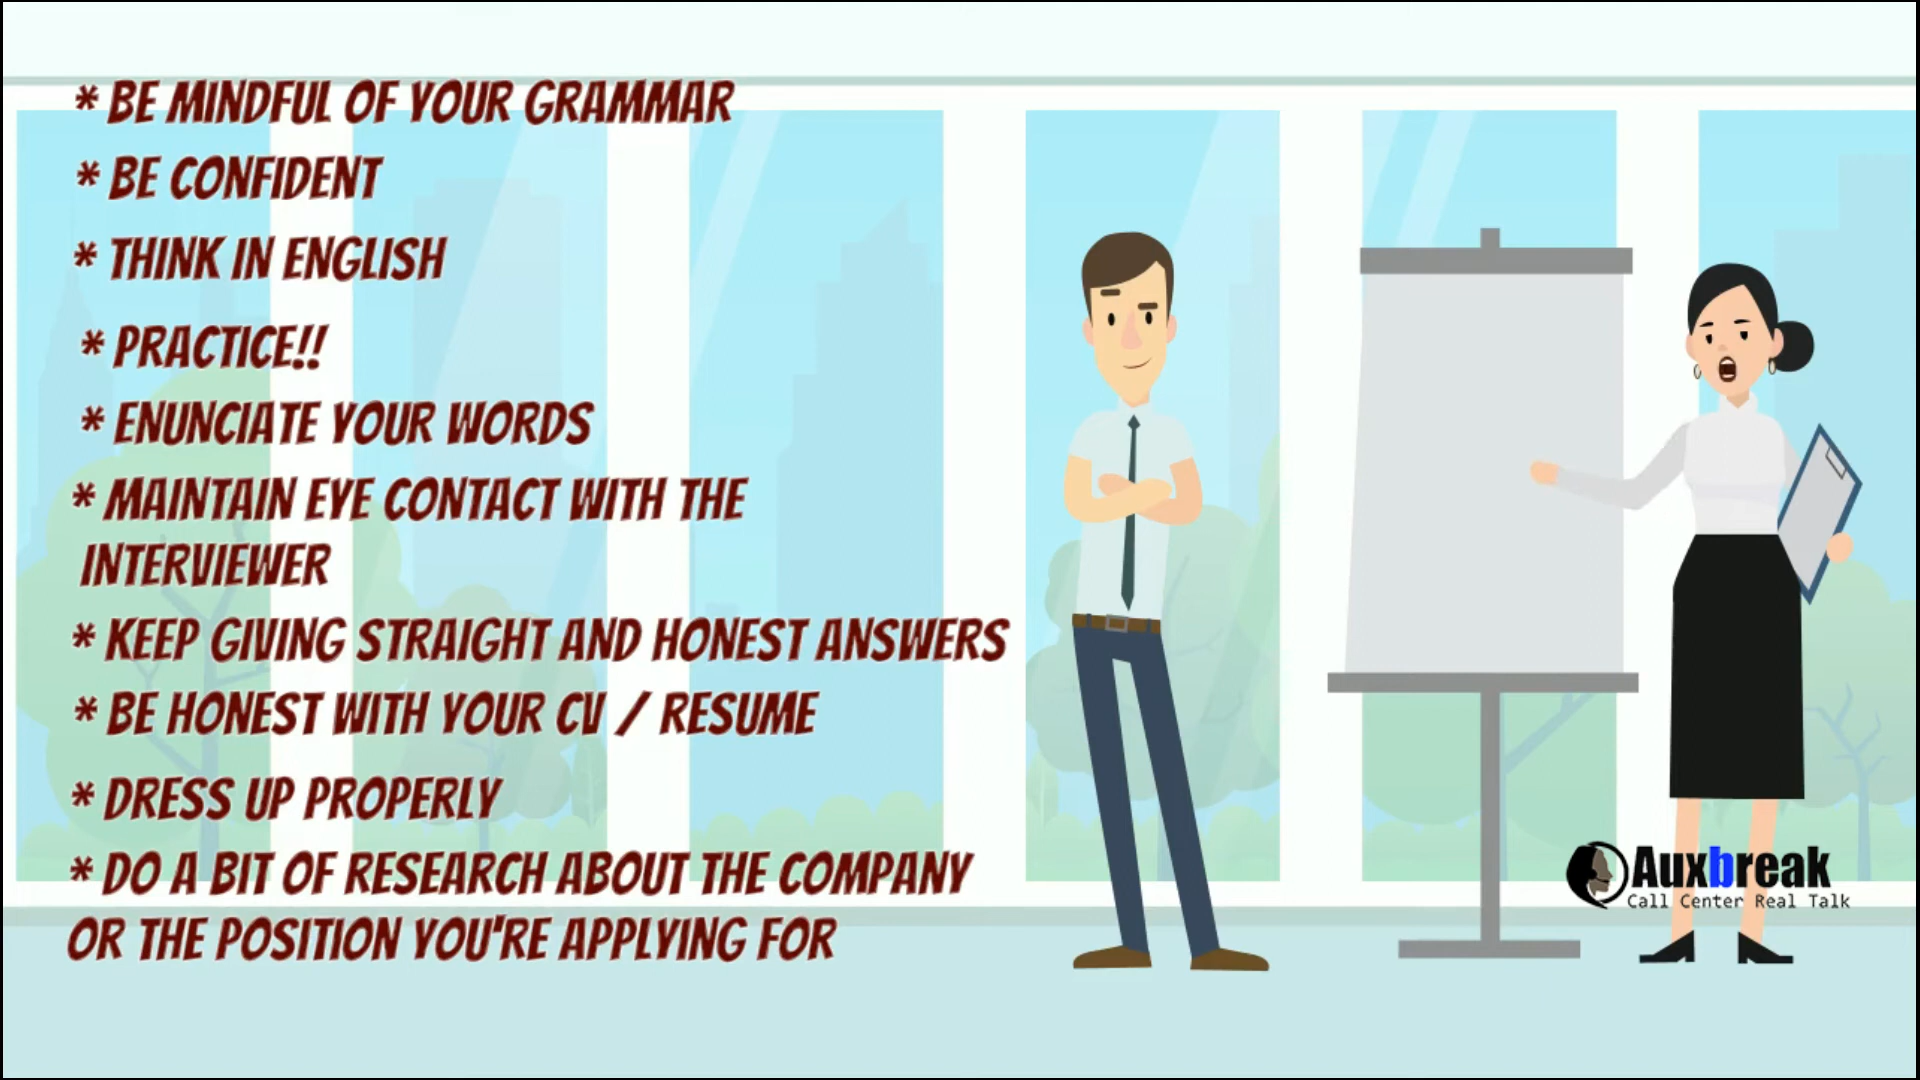 * BE MINDFUL OF YOUR GRAMMAR
* BE CONFIDENT
* THINK IN ENGLISH
* PRACTICE!!
* ENUNCIATE YOUR WORDS
* MAINTAIN EYE CONTACT WITH THE
INTERVIEWER
* KEEP GIVING STRAIGHT AND HONEST ANSWERS
* BE HONEST WITH YOUR CV / RESUME
* DRESS UP PROPERLY
* DO A BIT OF RESEARCH ABOUT THE COMPANY
OR THE POSITION YOU'RE APPLYING FOR
Auxbreak
Call Center Real Talk